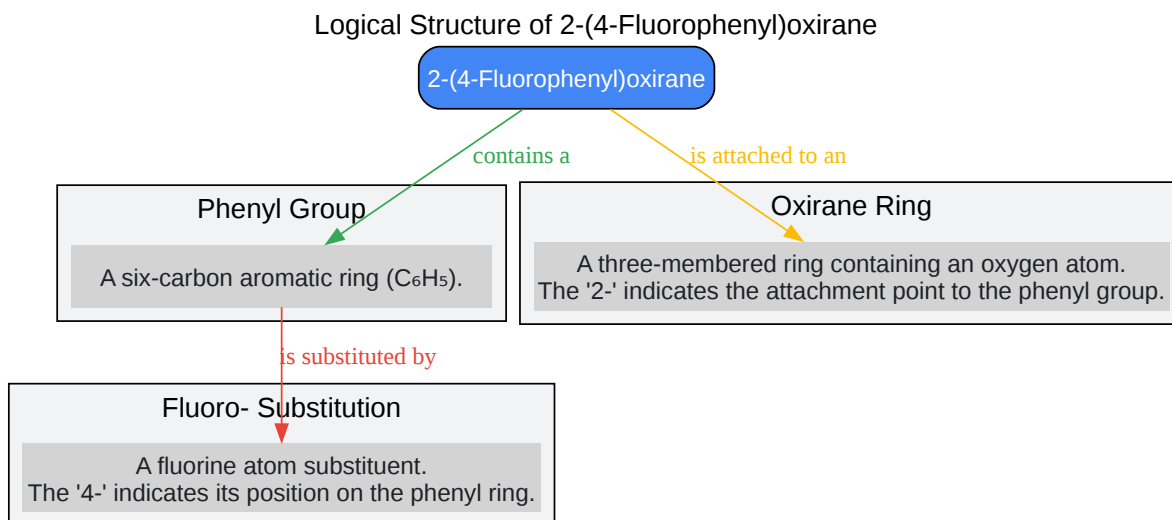 Logical Structure of 2-(4-Fluorophenyl)oxirane
2-(4-Fluorophenyl)oxirane
contains a
is attached to an
Phenyl Group
A six-carbon aromatic ring (C₆H₅).
Oxirane Ring
A three-membered ring containing an oxygen atom.
The '2-' indicates the attachment point to the phenyl group.
is substituted by
Fluoro- Substitution
A fluorine atom substituent.
The '4-' indicates its position on the phenyl ring.